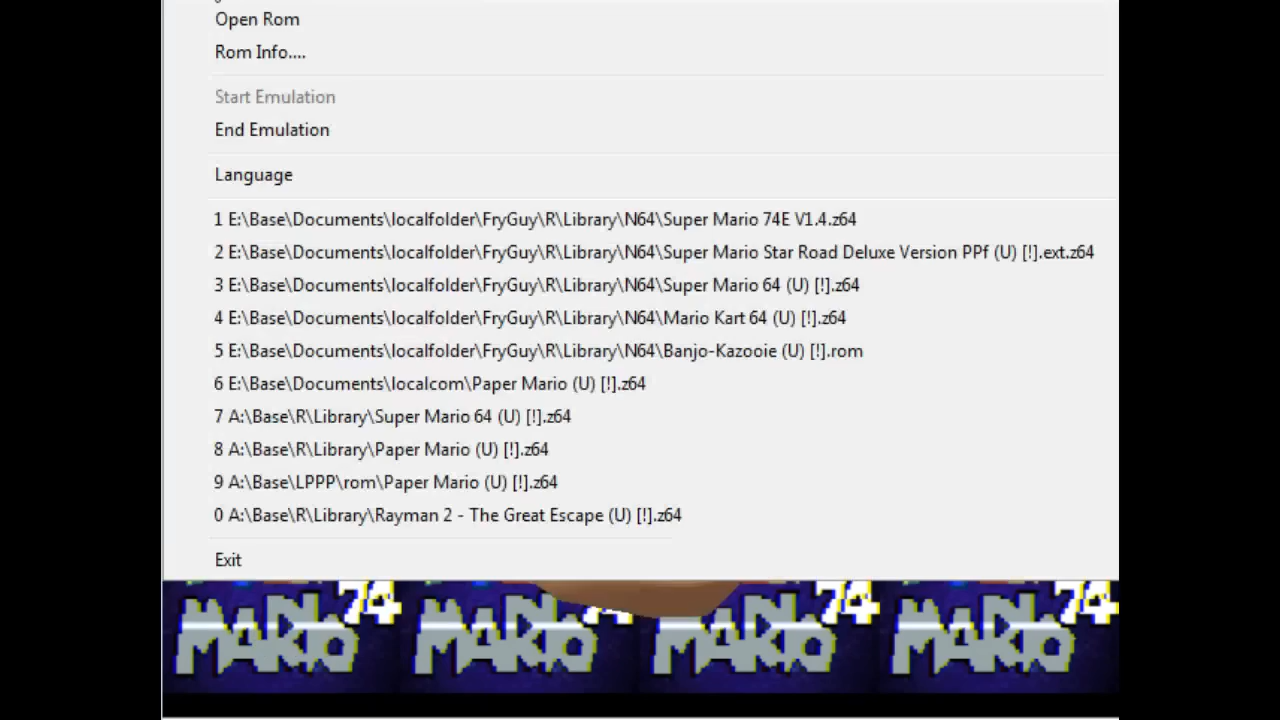 Open Rom
Rom Info....
Start Emulation
End Emulation
Language
1 E:\Base\Documents\localfolder\FryGuy\R\Library\N64\Super Mario 74E V1.4.z64
2 E:\Base\Documents\localfolder\FryGuy\R\Library\N64\Super Mario Star Road Deluxe Version PPf (U) [!].ext.z64
3 E:\Base\Documents\localfolder\FryGuy\R\Library\N64\Super Mario 64 (U) [!].z64
4 E:\Base\Documents\localfolder\FryGuy\R\Library\N64\Mario Kart 64 (U) [!].z64
5 E:\Base\Documents\localfolder\FryGuy\R\Library\N64\Banjo-Kazooie (U) [!].rom
6 E:\Base\Documents\localcom\Paper Mario (U) [!].z64
7 A:\Base\R\Library\Super Mario 64 (U) [!].z64
8 A:\Base\R\Library\Paper Mario (U) [!].z64
9 A:\Base\LPPP\rom\Paper Mario (U) [!].z64
0 A:\Base\R\Library\Rayman 2 - The Great Escape (U) [!].z64
Exit
74 74 74
MARIO MARIO MARIO MARIO